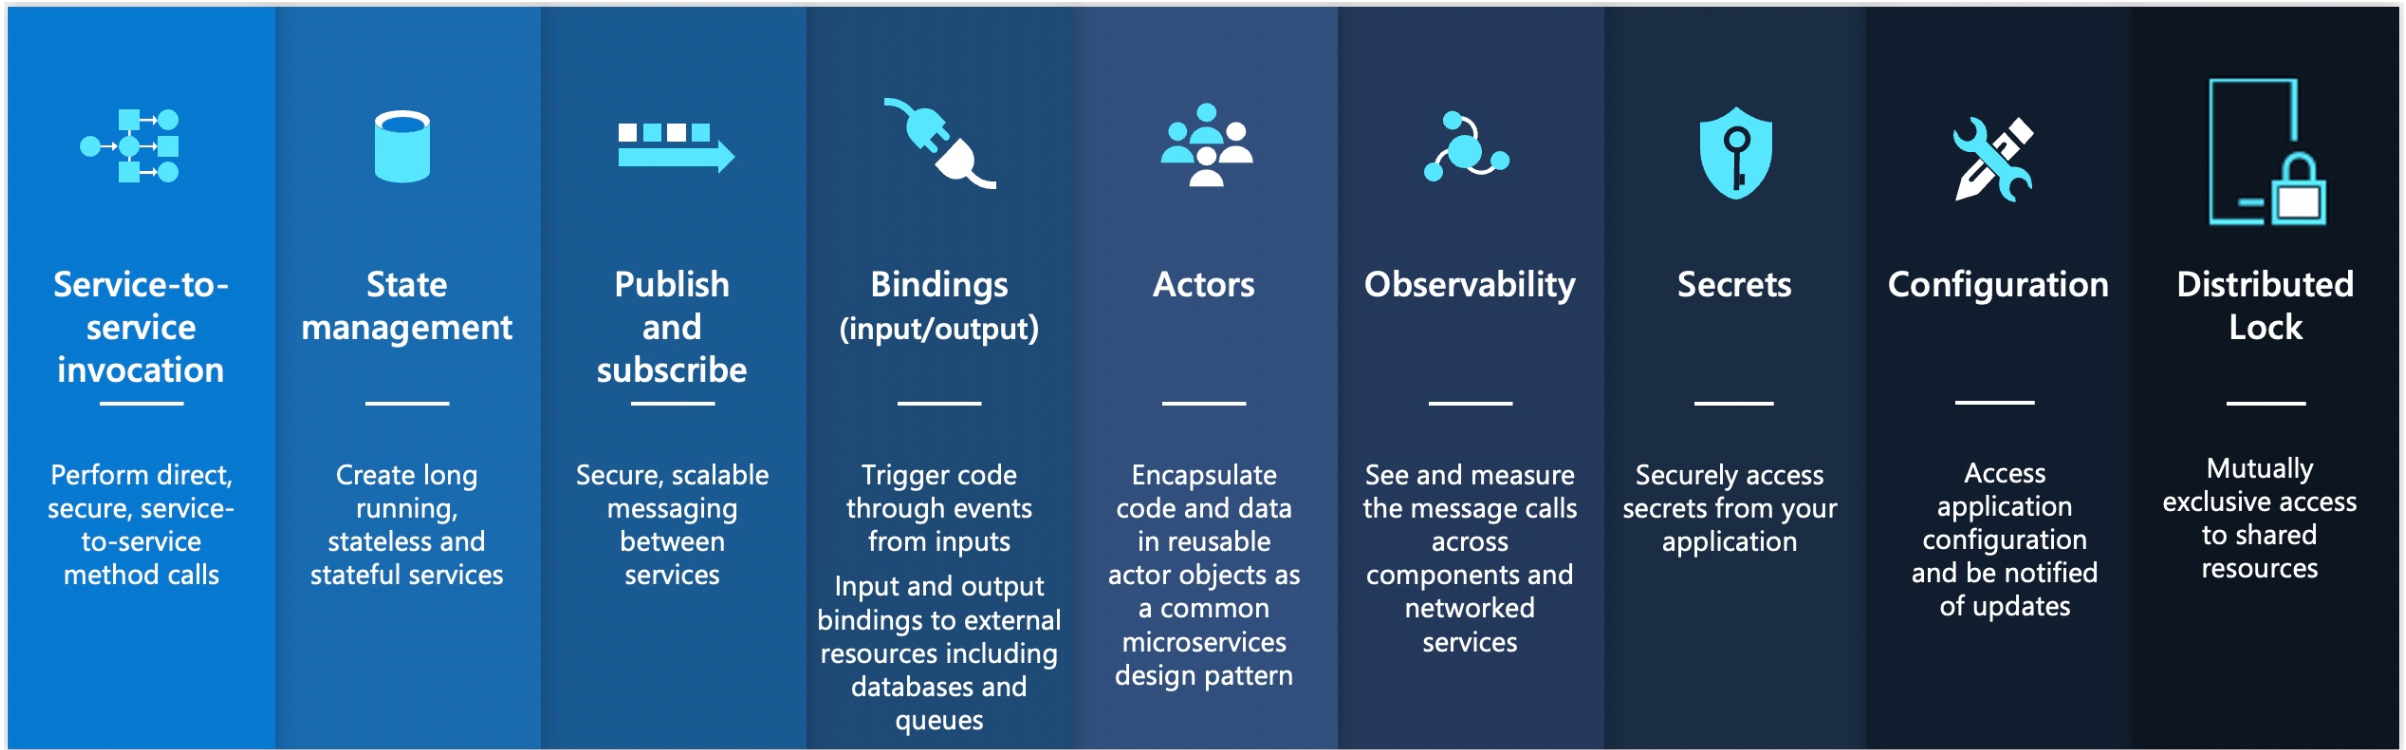 Service-to-
service
invocation
Perform direct,
secure, service-
to-service
method calls
State
management
Create long
running,
stateless and
stateful services
Publish
and
subscribe
Secure, scalable
messaging
between
services
Bindings
(input/output)
Trigger code
through events
from inputs
Input and output
bindings to external
resources including
databases and
queues
Actors
Encapsulate
code and data
in reusable
actor objects as
a common
microservices
design pattern
Observability
See and measure
the message calls
across
components and
networked
services
Secrets
Securely access
secrets from your
application
Configuration
Access
application
configuration
and be notified
of updates
Distributed
Lock
Mutually
exclusive access
to shared
resources